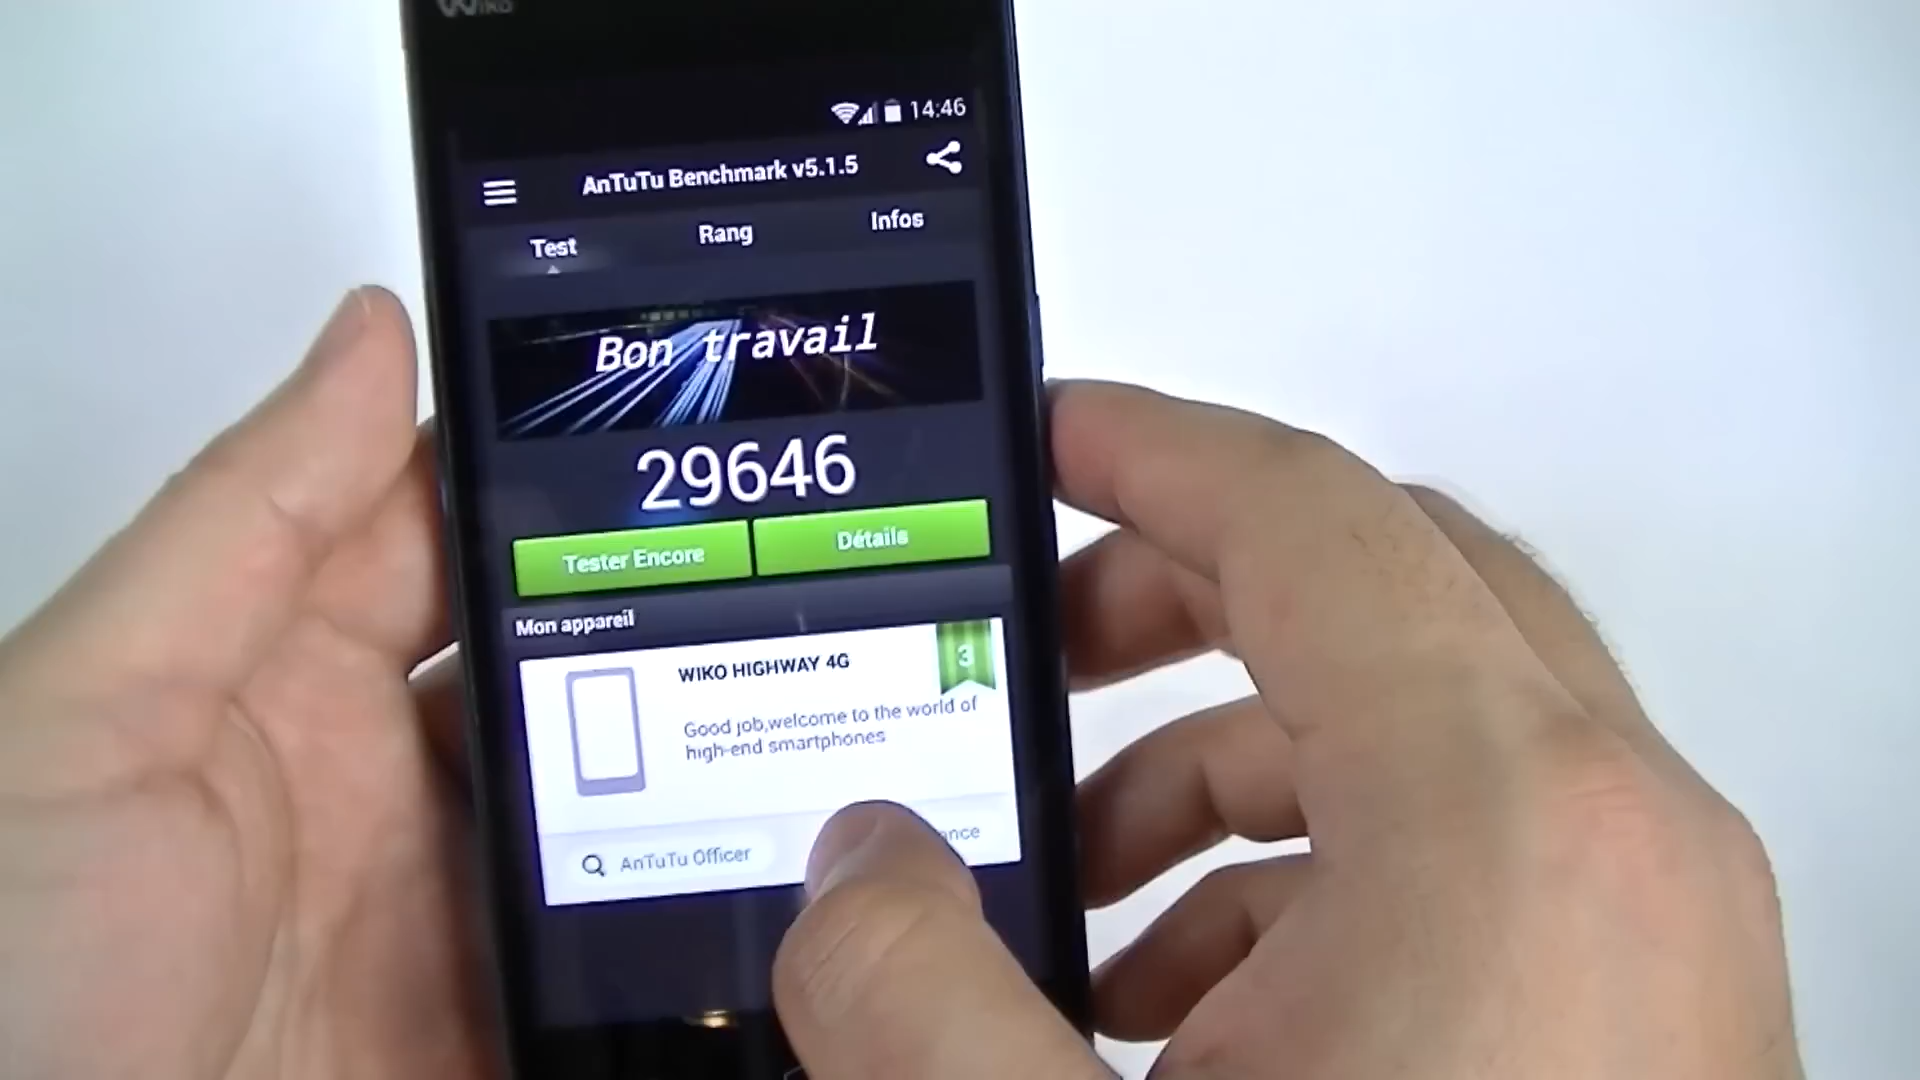 WIKO
14:46
AnTuTu Benchmark v5.1.5
Test Rang Infos
Bon travail
29646
Tester Encore Détails
Mon appareil
WIKO HIGHWAY 4G
3
Good job,welcome to the world of
high-end smartphones
AnTuTu Officer